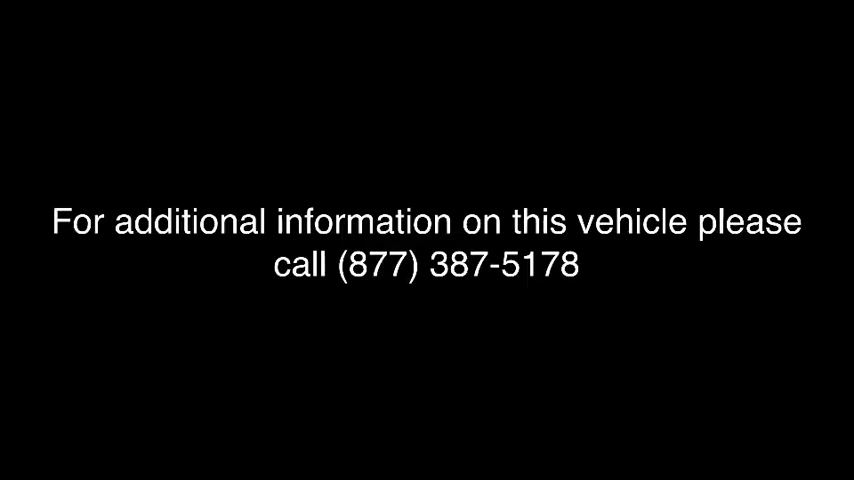 For additional information on this vehicle please
call (877) 387-5178